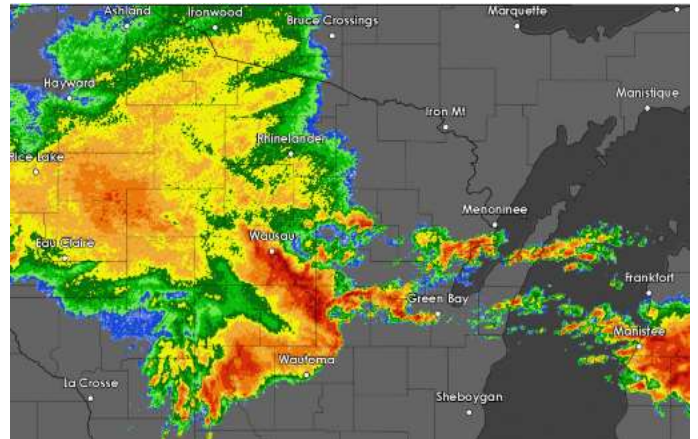 Ashland
Ironwood
Bruce Crossings
Marquette
Hayward
Manistique
Iron Mt
Rhinelander
Rice Lake
Menominee
Wausau
Eau Claire
Frankfort
Green Bay
Manistee
Wautoma
La Crosse
Sheboygan